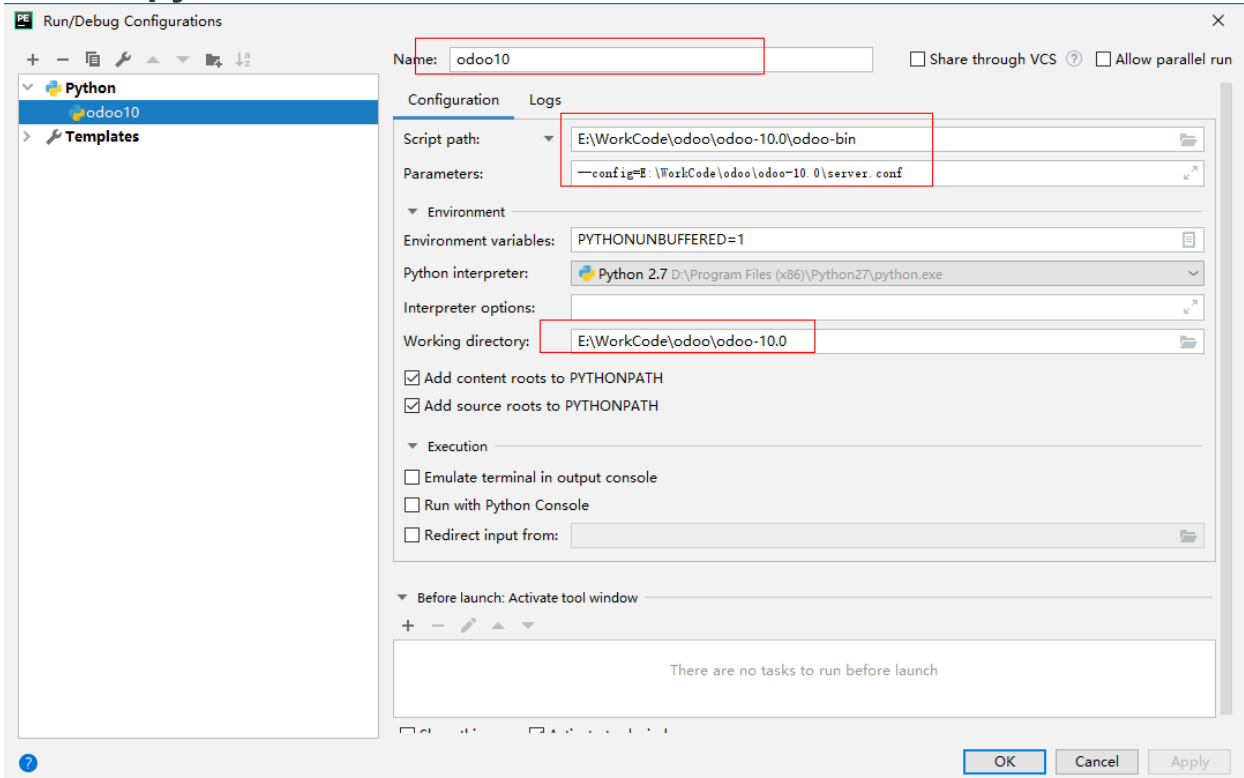 Run/Debug Configurations
Name: odoo10
Share through VCS
Allow parallel run
Python
odoo10
Templates
Configuration Logs
Script path: E:\WorkCode\odoo\odoo-10.0\odoo-bin
Parameters: --config=E:\WorkCode\odoo\odoo-10.0\server.conf
Environment
Environment variables: PYTHONUNBUFFERED=1
Python interpreter: Python 2.7 D:\Program Files (x86)\Python27\python.exe
Interpreter options:
Working directory: E:\WorkCode\odoo\odoo-10.0
Add content roots to PYTHONPATH
Add source roots to PYTHONPATH
Execution
Emulate terminal in output console
Run with Python Console
Redirect input from:
Before launch: Activate tool window
There are no tasks to run before launch
OK Cancel Apply